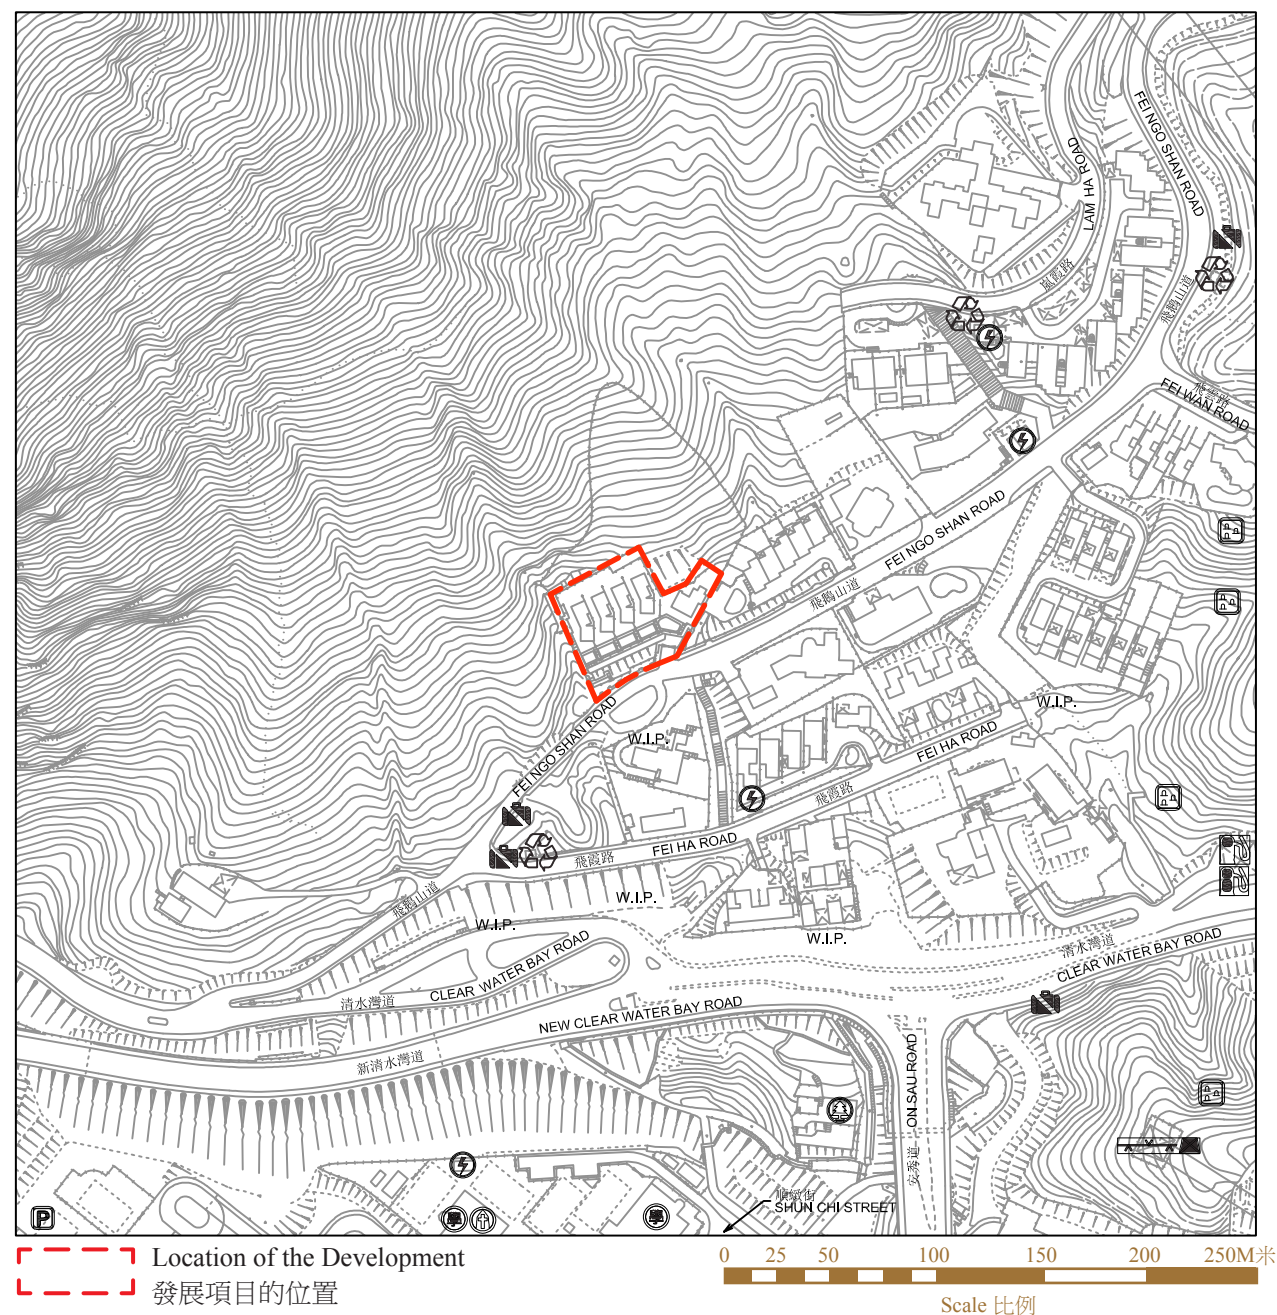 FEI NGO SHAN ROAD
LAM HA ROAD
嵐霞路
飛鵝山道
飛雲路
FEI WAN ROAD
FEI NGO SHAN ROAD
飛鵝山道
FEI NGO SHAN ROAD
W.I.P.
W.I.P.
FEI HA ROAD
飛霞路
FEI HA ROAD
飛霞路
飛鵝山道
W.I.P.
W.I.P.
W.I.P.
清水灣道
CLEAR WATER BAY ROAD
CLEAR WATER BAY ROAD
清水灣道
NEW CLEAR WATER BAY ROAD
新清水灣道
ON SAU ROAD
安秀道
順緻街
SHUN CHI STREET
P
學
學
Location of the Development
發展項目的位置
0 25 50 100 150 200 250M米
Scale 比例